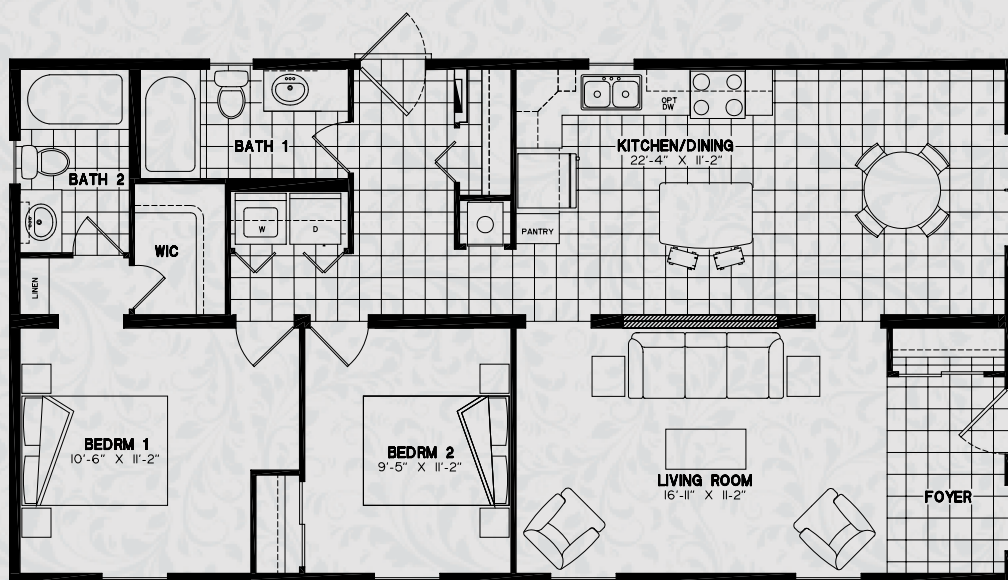 BATH 1
BATH 2
WIC
LINEN
W
D
PANTRY
OPT
DW
KITCHEN/DINING
22'-4" X 11'-2"
BEDRM 1
10'-6" X 11'-2"
BEDRM 2
9'-5" X 11'-2"
LIVING ROOM
16'-11" X 11-2"
FOYER